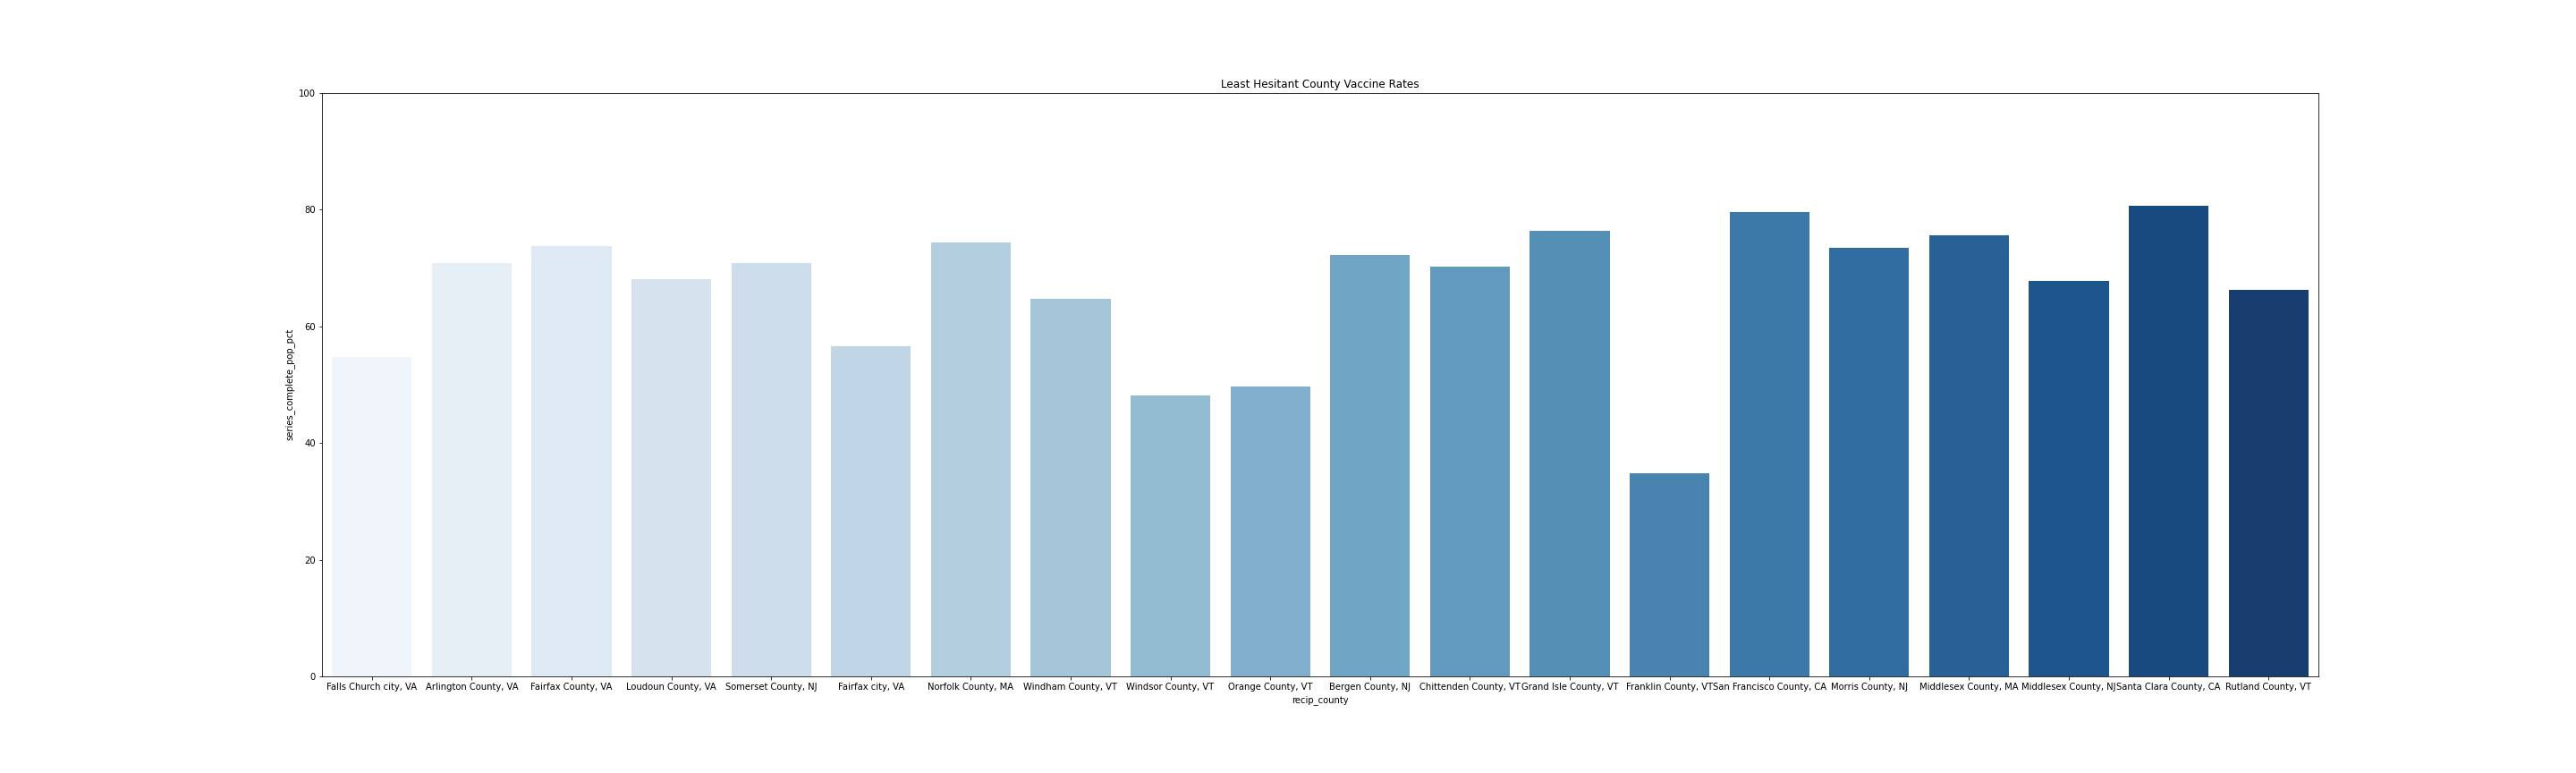 Least Hesitant County Vaccine Rates
100
80
60
40
20
0
series_complete_pop_pct
Falls Church city, VA Arlington County, VA Fairfax County, VA Loudoun County, VA Somerset County, NJ Fairfax city, VA Norfolk County, MA Windham County, VT Windsor County, VT Orange County, VT Bergen County, NJ Chittenden County, VT Grand Isle County, VT Franklin County, VT San Francisco County, CA Morris County, NJ Middlesex County, MA Middlesex County, NJ Santa Clara County, CA Rutland County, VT
recip_county